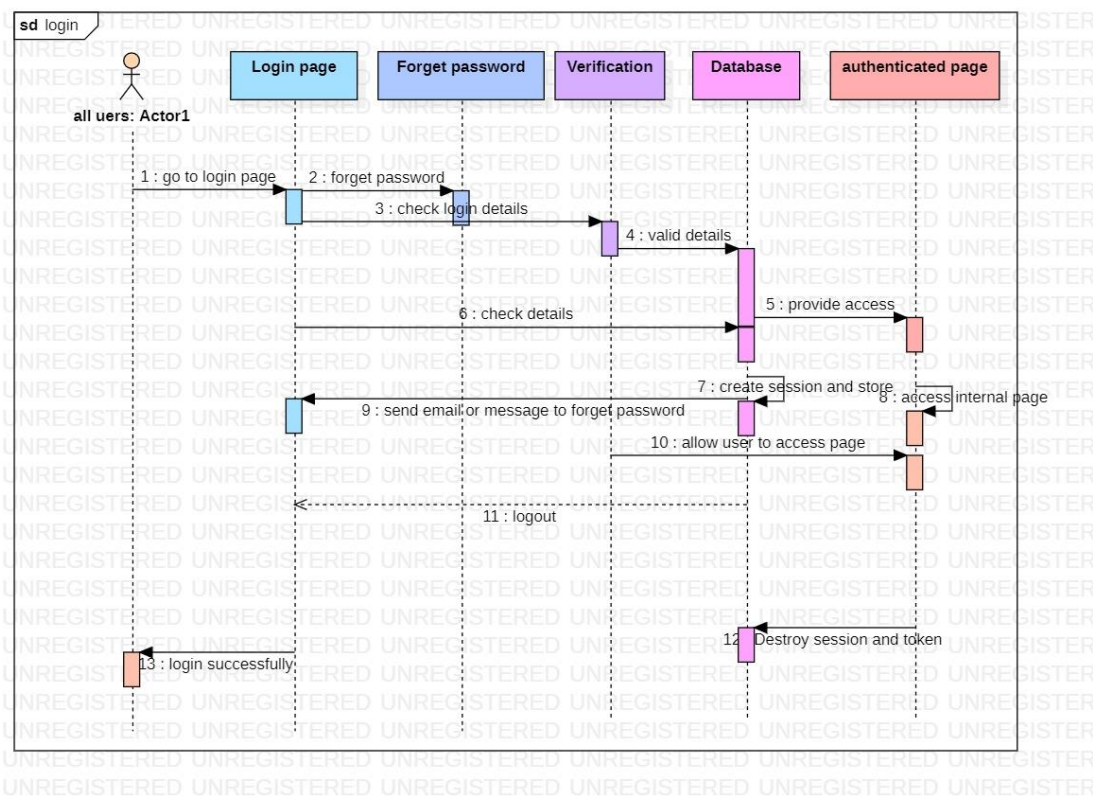 sd login
all uers: Actor1
Login page
Forget password
Verification
Database
authenticated page
1 : go to login page
2 : forget password
3 : check login details
4 : valid details
5 : provide access
6 : check details
7 : create session and store
8 : access internal page
9 : send email or message to forget password
10 : allow user to access page
11 : logout
12 Destroy session and token
13 : login successfully
UNREGISTERED